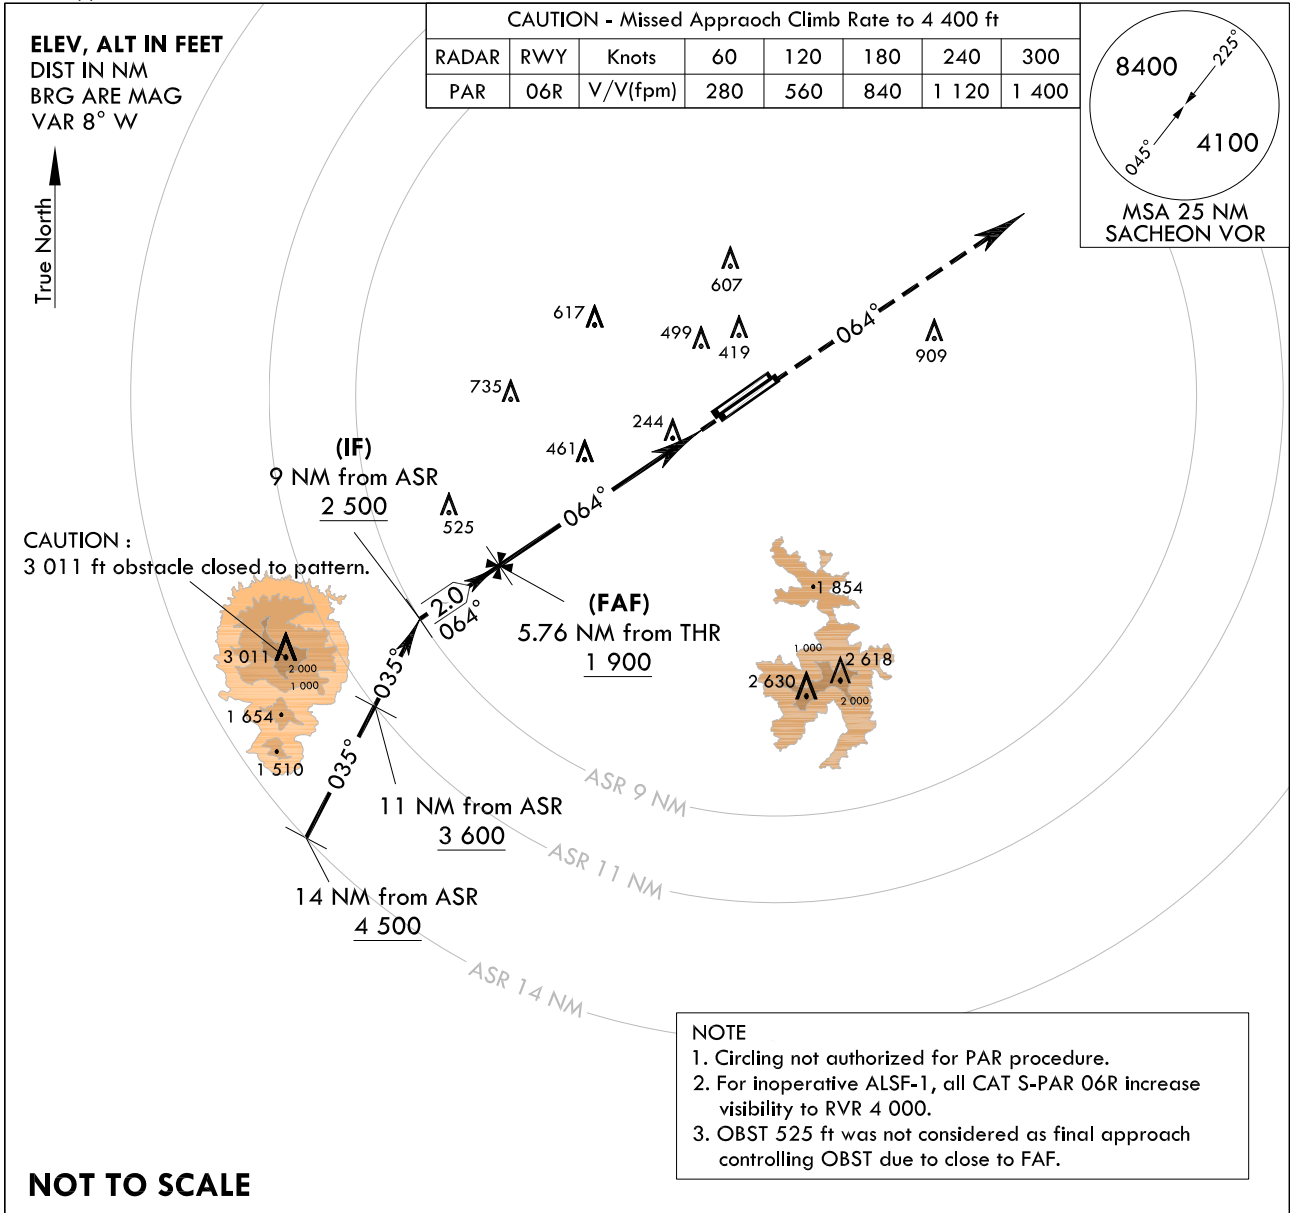 CAUTION - Missed Appraoch Climb Rate to 4 400 ft
RADAR RWY Knots 60 120 180 240 300
PAR 06R V/V(fpm) 280 560 840 1 120 1 400
ELEV, ALT IN FEET
DIST IN NM
BRG ARE MAG
VAR 8° W
True North
8400
225°
045°
4100
MSA 25 NM
SACHEON VOR
607
617
499
419
064°
909
735
244
461
(IF)
9 NM from ASR
2 500
525
064°
CAUTION :
3 011 ft obstacle closed to pattern.
2.0
064°
(FAF)
5.76 NM from THR
1 900
1 854
3 011
2 000
1 000
1 654
1 510
1 000
2 618
2 630
2 000
035°
035°
ASR 9 NM
11 NM from ASR
3 600
ASR 11 NM
14 NM from ASR
4 500
ASR 14 NM
NOTE
1. Circling not authorized for PAR procedure.
2. For inoperative ALSF-1, all CAT S-PAR 06R increase
visibility to RVR 4 000.
3. OBST 525 ft was not considered as final approach
controlling OBST due to close to FAF.
NOT TO SCALE